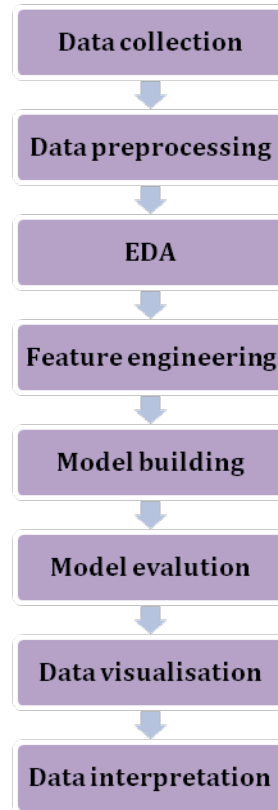 Data collection
Data preprocessing
EDA
Feature engineering
Model building
Model evalution
Data visualisation
Data interpretation